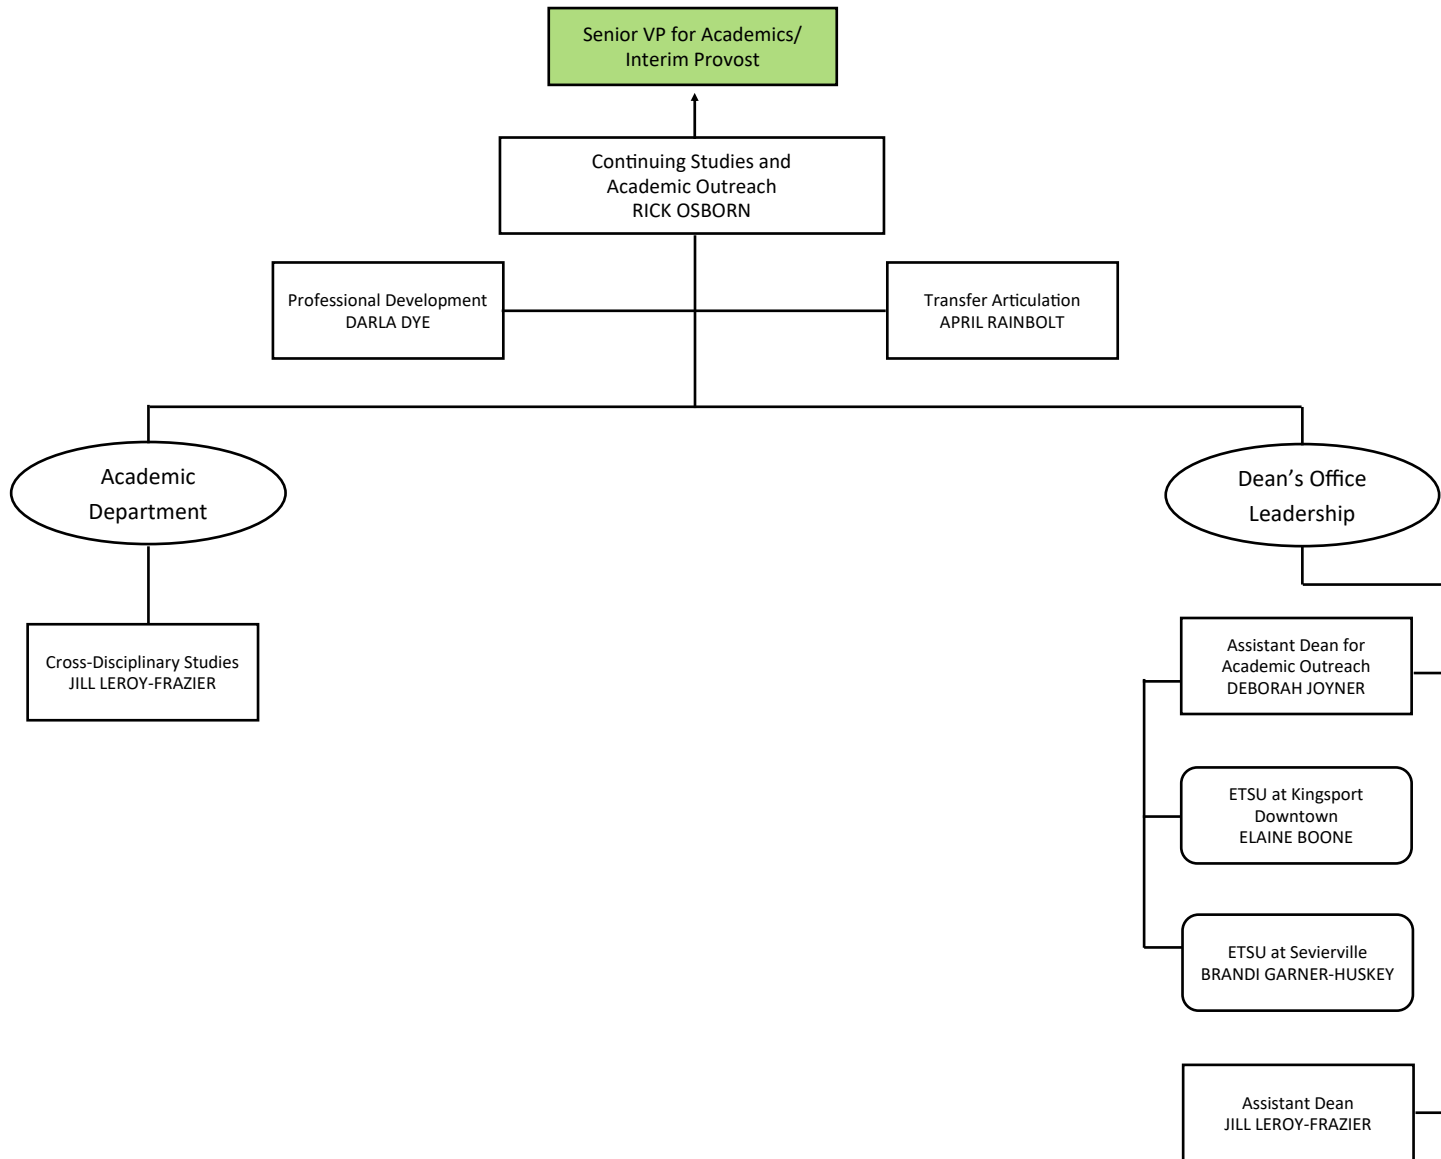 Senior VP for Academics/
Interim Provost
Continuing Studies and
Academic Outreach
RICK OSBORN
Professional Development
DARLA DYE
Transfer Articulation
APRIL RAINBOLT
Academic
Department
Dean’s Office
Leadership
Cross-Disciplinary Studies
JILL LEROY-FRAZIER
Assistant Dean for
Academic Outreach
DEBORAH JOYNER
ETSU at Kingsport
Downtown
ELAINE BOONE
ETSU at Sevierville
BRANDI GARNER-HUSKEY
Assistant Dean
JILL LEROY-FRAZIER